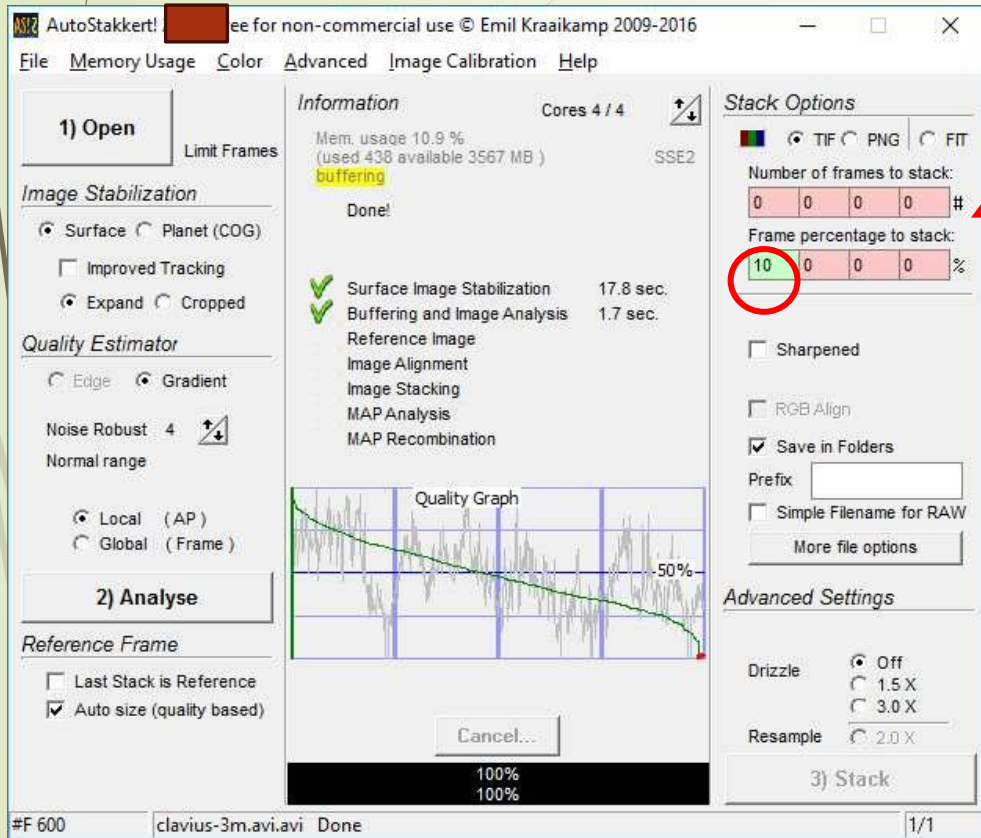 AS!2 AutoStakkert! ee for non-commercial use © Emil Kraaikamp 2009-2016
File Memory Usage Color Advanced Image Calibration Help
1) Open
Limit Frames
Image Stabilization
Surface Planet (COG)
Improved Tracking
Expand Cropped
Quality Estimator
Edge Gradient
Noise Robust 4
Normal range
Local (AP)
Global (Frame)
2) Analyse
Reference Frame
Last Stack is Reference
Auto size (quality based)
Information Cores 4 / 4
Mem. usage 10.9 %
(used 438 available 3567 MB ) SSE2
buffering
Done!
Surface Image Stabilization 17.8 sec.
Buffering and Image Analysis 1.7 sec.
Reference Image
Image Alignment
Image Stacking
MAP Analysis
MAP Recombination
Quality Graph
50%
Cancel...
100%
100%
Stack Options
TIF PNG FIT
Number of frames to stack:
0 0 0 0 #
Frame percentage to stack:
10 0 0 0 %
Sharpened
RGB Align
Save in Folders
Prefix
Simple Filename for RAW
More file options
Advanced Settings
Drizzle Off
1.5 X
3.0 X
Resample 2.0 X
3) Stack
#F 600 clavius-3m.avi.avi Done 1/1